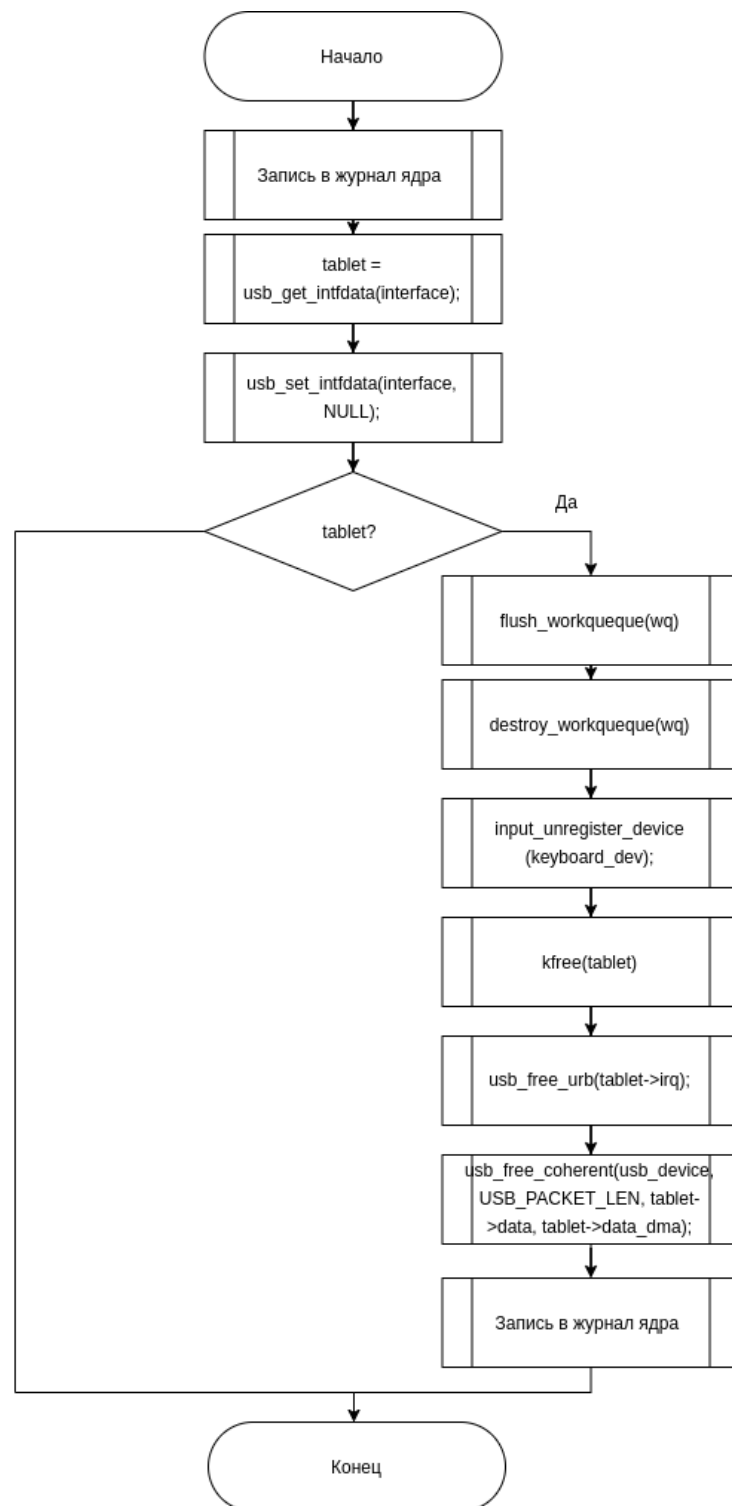 Начало
Запись в журнал ядра
tablet =
usb_get_intfdata(interface);
usb_set_intfdata(interface,
NULL);
tablet?
Да
flush_workqueque(wq)
destroy_workqueque(wq)
input_unregister_device
(keyboard_dev);
kfree(tablet)
usb_free_urb(tablet->irq);
usb_free_coherent(usb_device,
USB_PACKET_LEN, tablet-
>data, tablet->data_dma);
Запись в журнал ядра
Конец